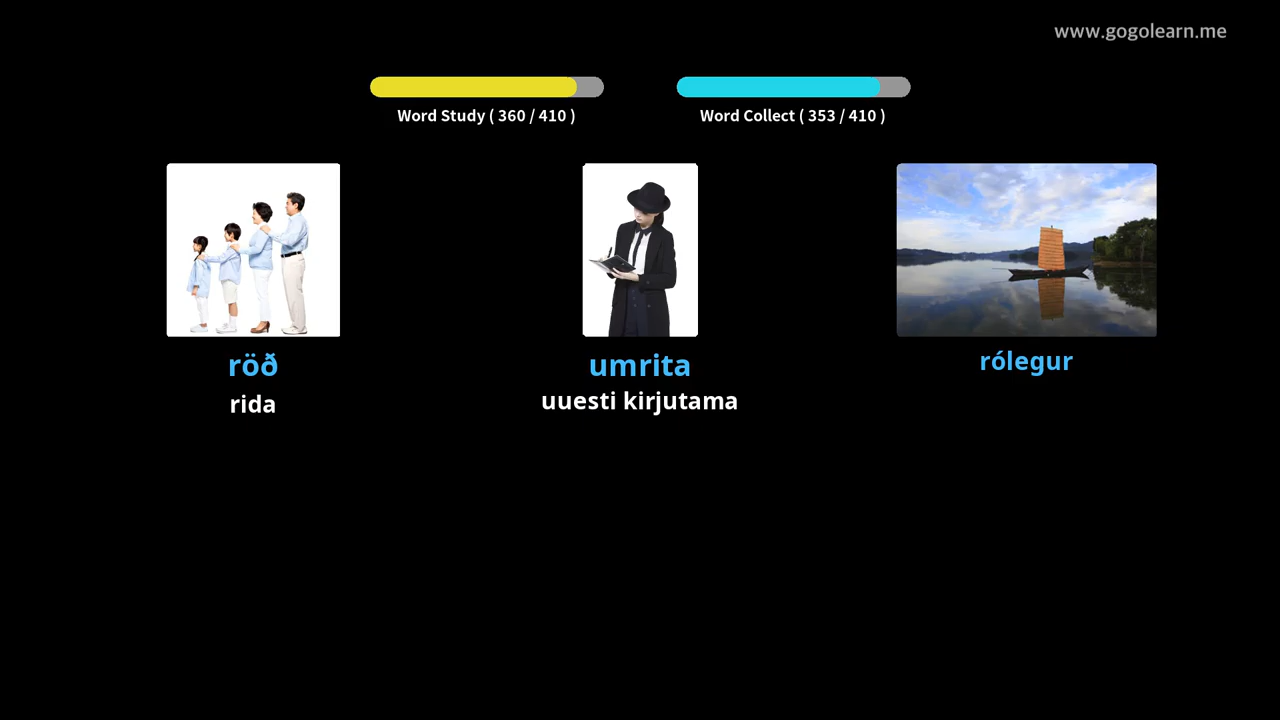 www.gogolearn.me
Word Study ( 360 / 410 )
Word Collect ( 353 / 410 )
röð
rida
umrita
uuesti kirjutama
rólegur